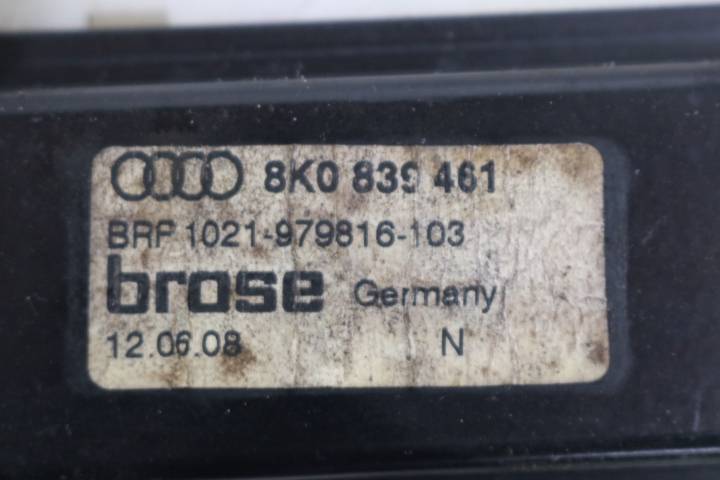 8K0 839 461
BRP 1021-979816-103
brose Germany
12.06.08 N